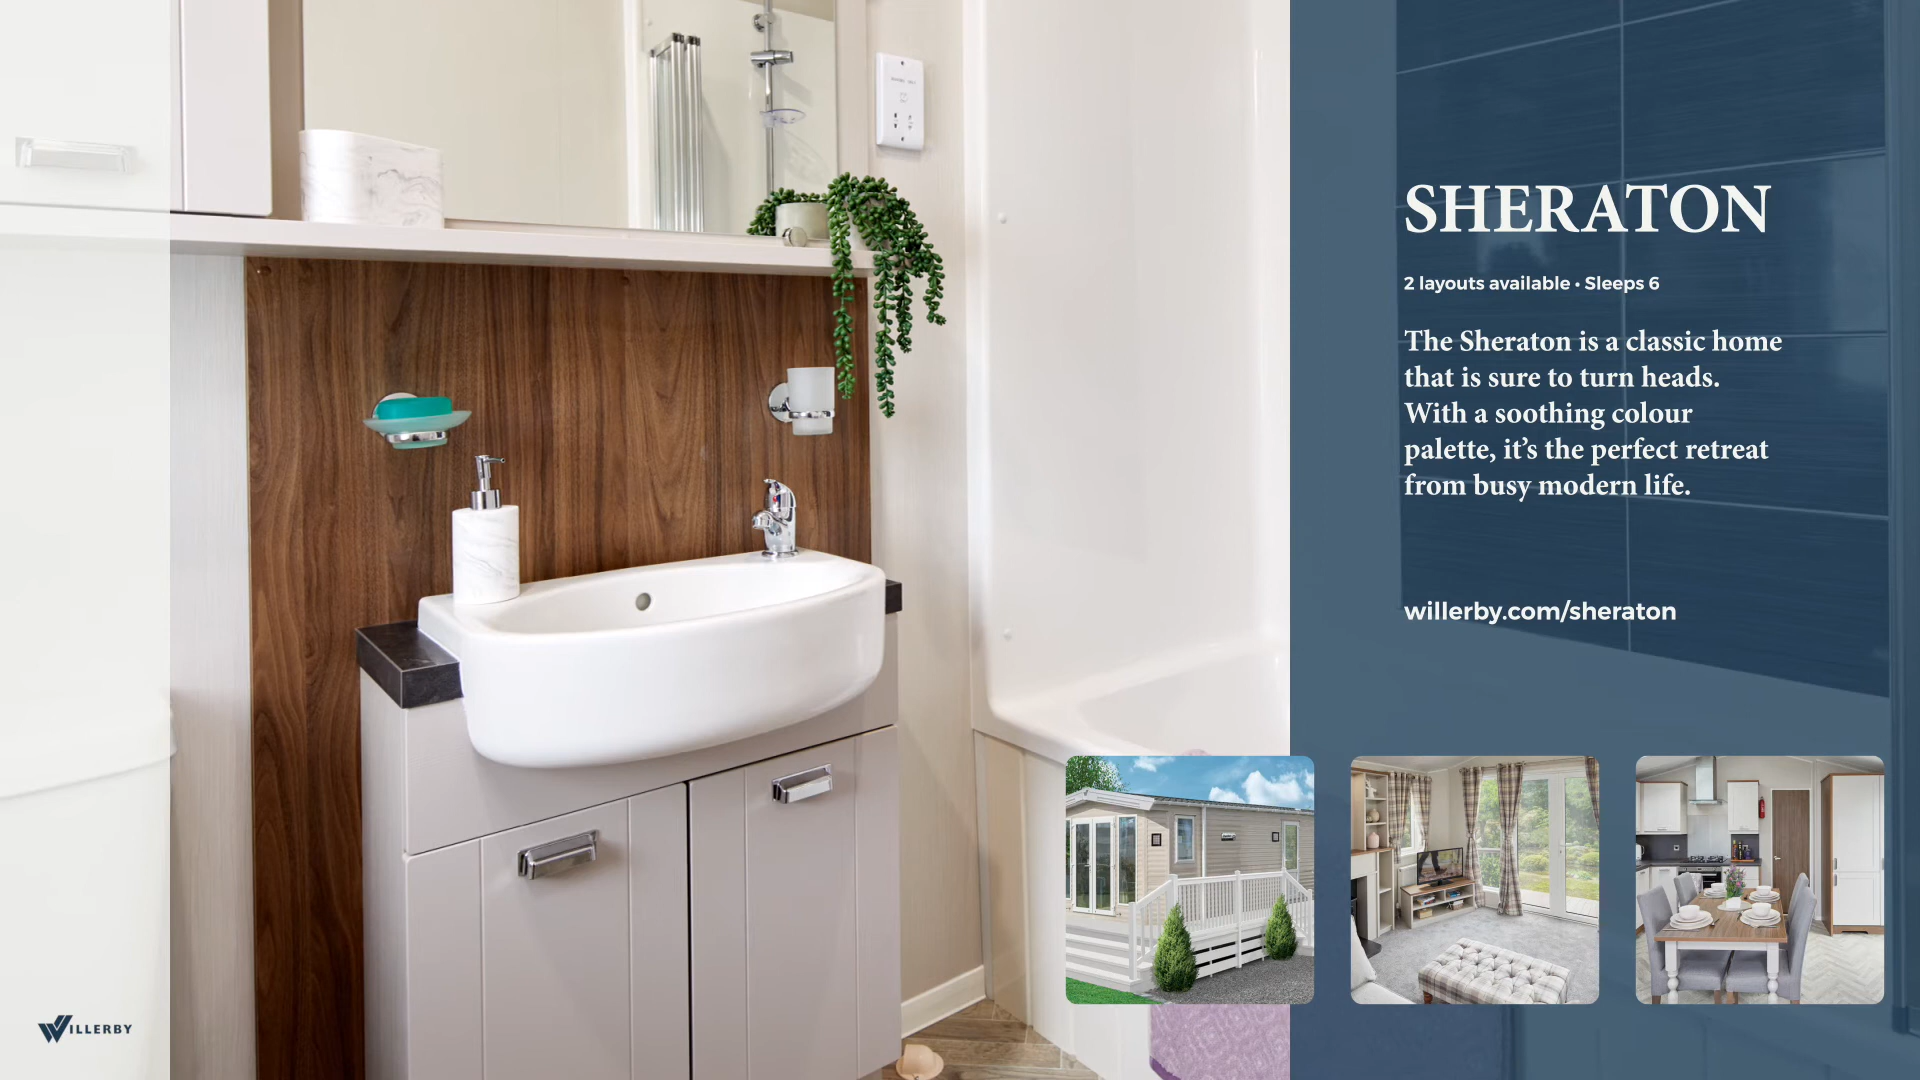 SHERATON
2 layouts available • Sleeps 6
The Sheraton is a classic home
that is sure to turn heads.
With a soothing colour
palette, it’s the perfect retreat
from busy modern life.
willerby.com/sheraton
WILLERBY